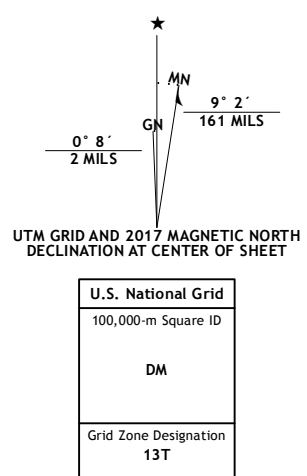 ★
MN
GN
9° 2´
161 MILS
0° 8´
2 MILS
UTM GRID AND 2017 MAGNETIC NORTH
DECLINATION AT CENTER OF SHEET
U.S. National Grid
100,000-m Square ID
DM
Grid Zone Designation
13T